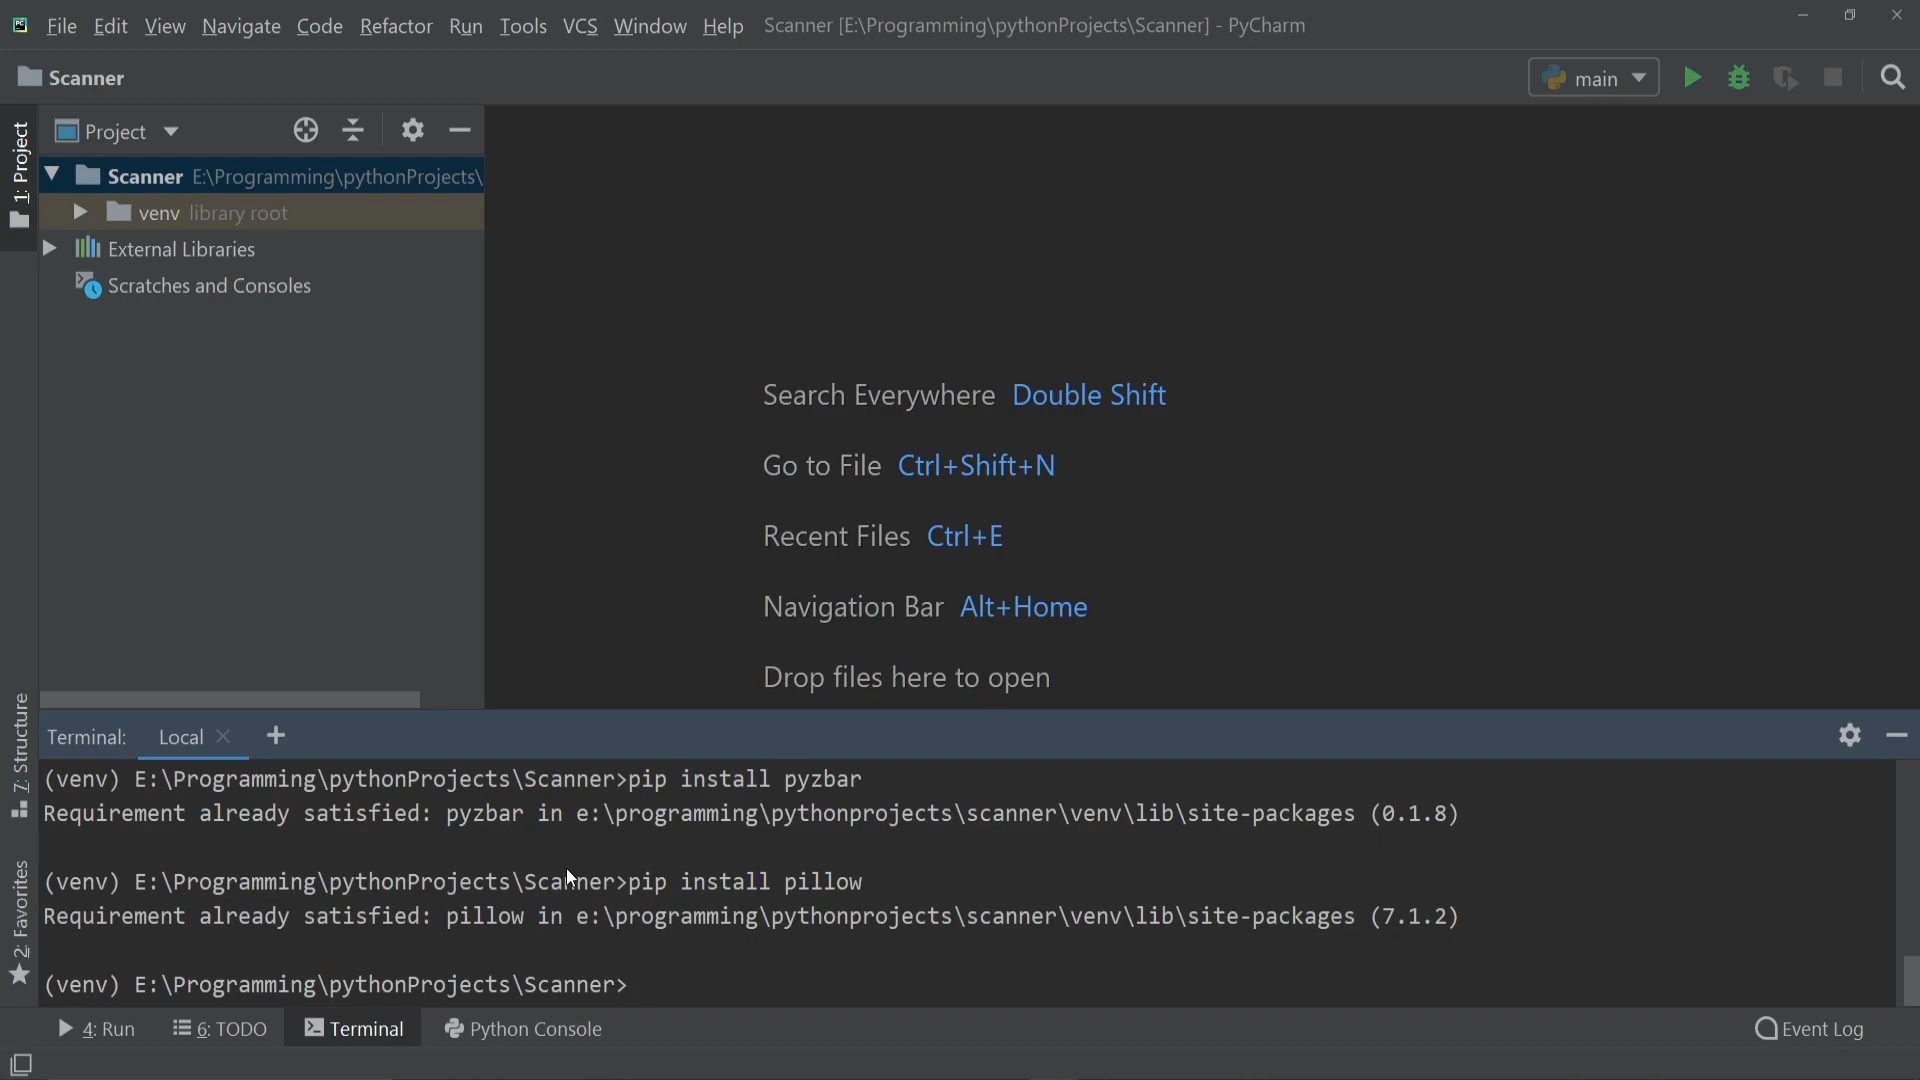 File Edit View Navigate Code Refactor Run Tools VCS Window Help Scanner [E:\Programming\pythonProjects\Scanner] - PyCharm
Scanner
main
1: Project
Project
Scanner E:\Programming\pythonProjects\
venv library root
External Libraries
Scratches and Consoles
Search Everywhere Double Shift
Go to File Ctrl+Shift+N
Recent Files Ctrl+E
Navigation Bar Alt+Home
Drop files here to open
7: Structure
2: Favorites
Terminal: Local
(venv) E:\Programming\pythonProjects\Scanner>pip install pyzbar
Requirement already satisfied: pyzbar in e:\programming\pythonprojects\scanner\venv\lib\site-packages (0.1.8)
(venv) E:\Programming\pythonProjects\Scanner>pip install pillow
Requirement already satisfied: pillow in e:\programming\pythonprojects\scanner\venv\lib\site-packages (7.1.2)
(venv) E:\Programming\pythonProjects\Scanner>
4: Run 6: TODO Terminal Python Console Event Log